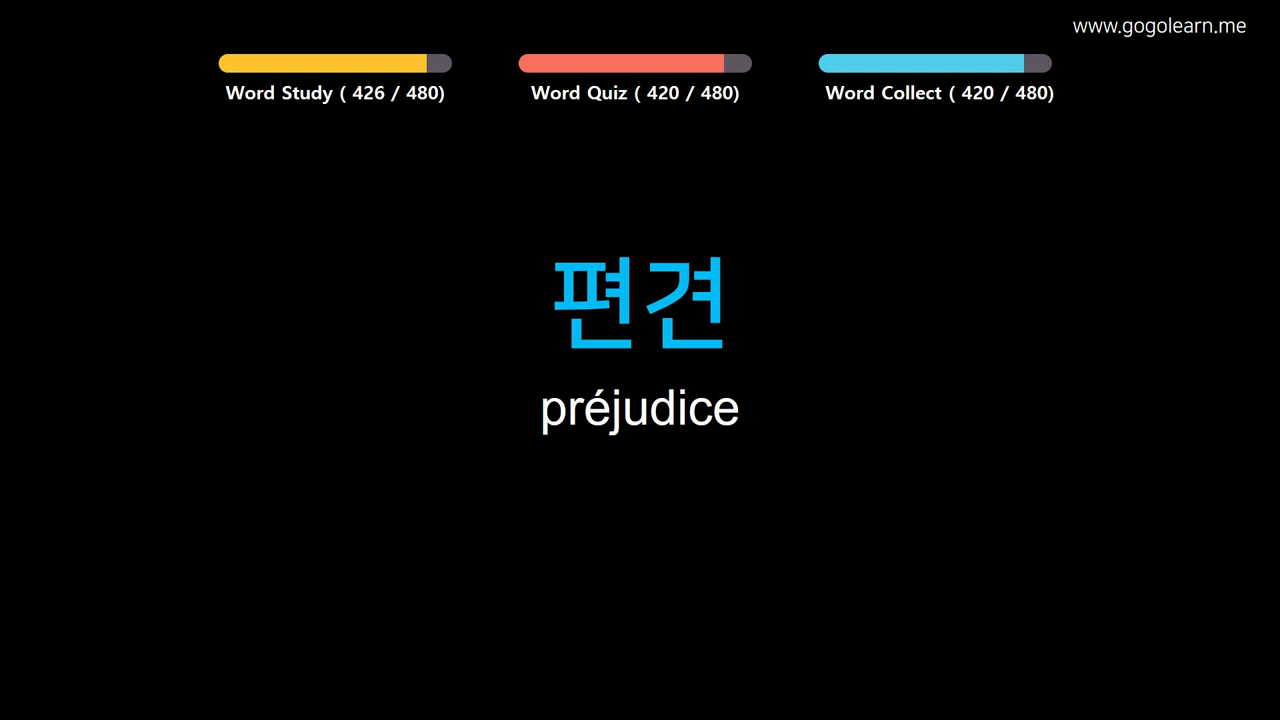 www.gogolearn.me
Word Study ( 426 / 480)
Word Quiz ( 420 / 480)
Word Collect ( 420 / 480)
편견
préjudice